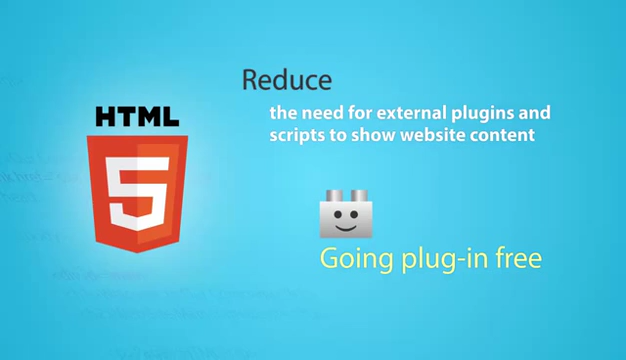 HTML
5
Reduce
the need for external plugins and
scripts to show website content
Going plug-in free